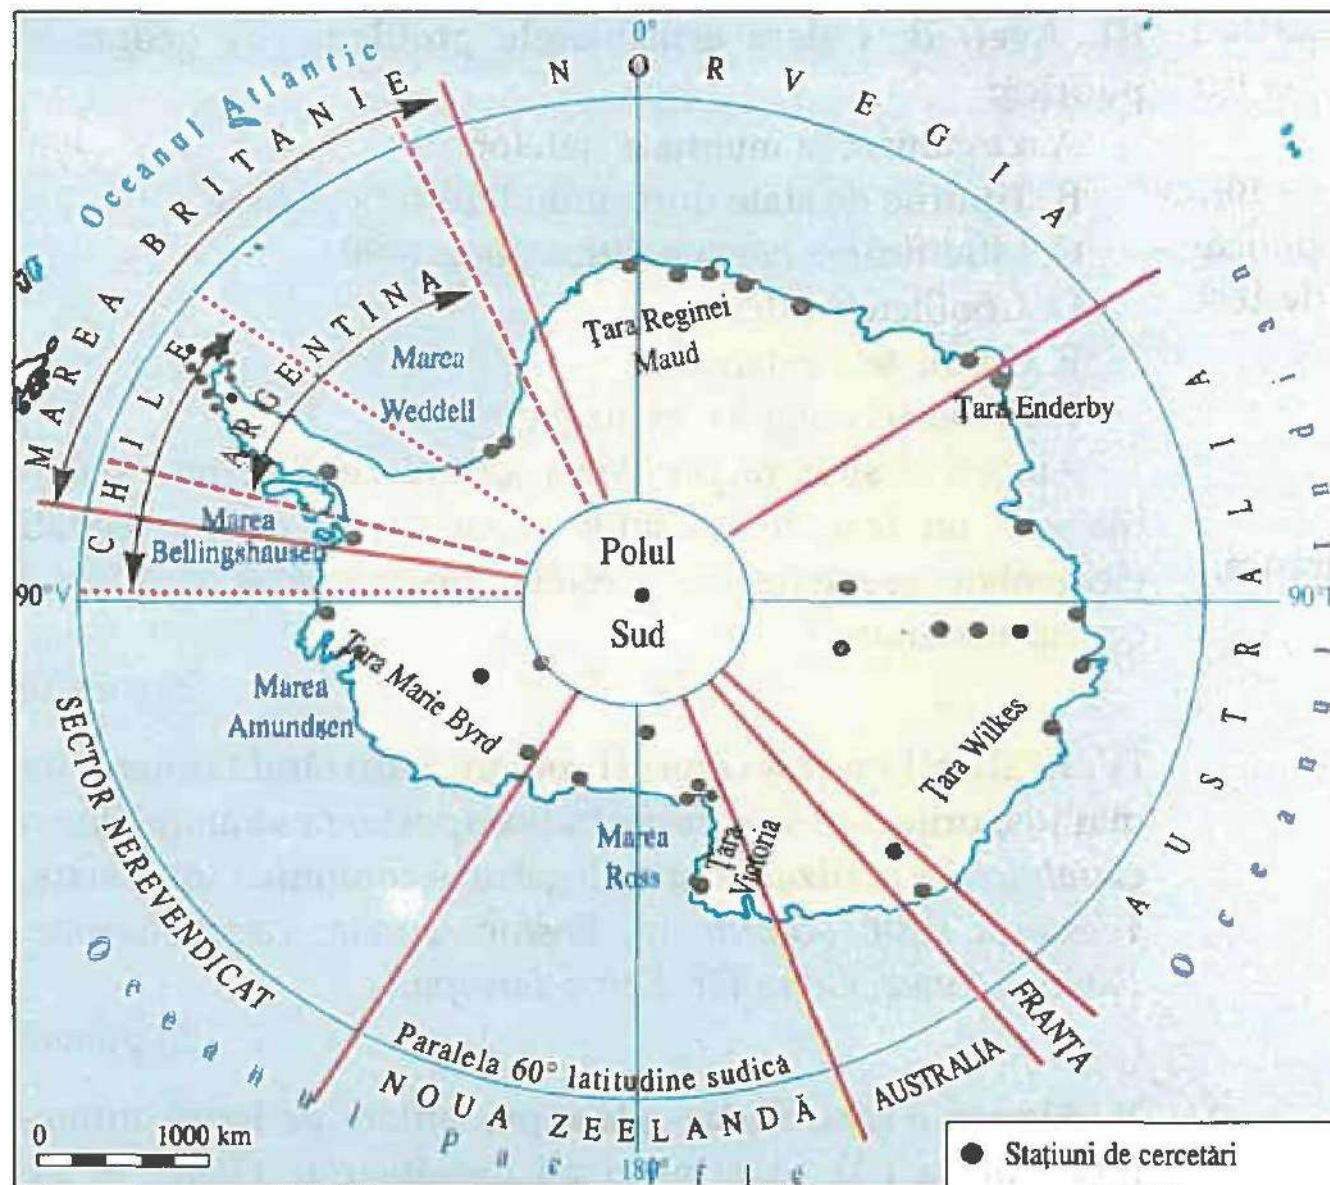 0°
NORVEGIA
Oceanul Atlantic
MAREA BRITANIE
CHILE
ARGENTINA
Marea
Weddell
Țara Reginei
Maud
Țara Enderby
AUSTRALIA
Oceanul Indian
Marea
Bellingshausen
Polul
Sud
90° V
90°
Țara Marie Byrd
Marea
Amundsen
Țara Wilkes
SECTOR NEREVENDICAT
Marea
Ross
Țara
Victoria
FRANȚA
AUSTRALIA
Paralela 60° latitudine sudică
NOUA ZEELANDĂ
Oceanul Pacific
180°
0 1000 km
Stațiuni de cercetări